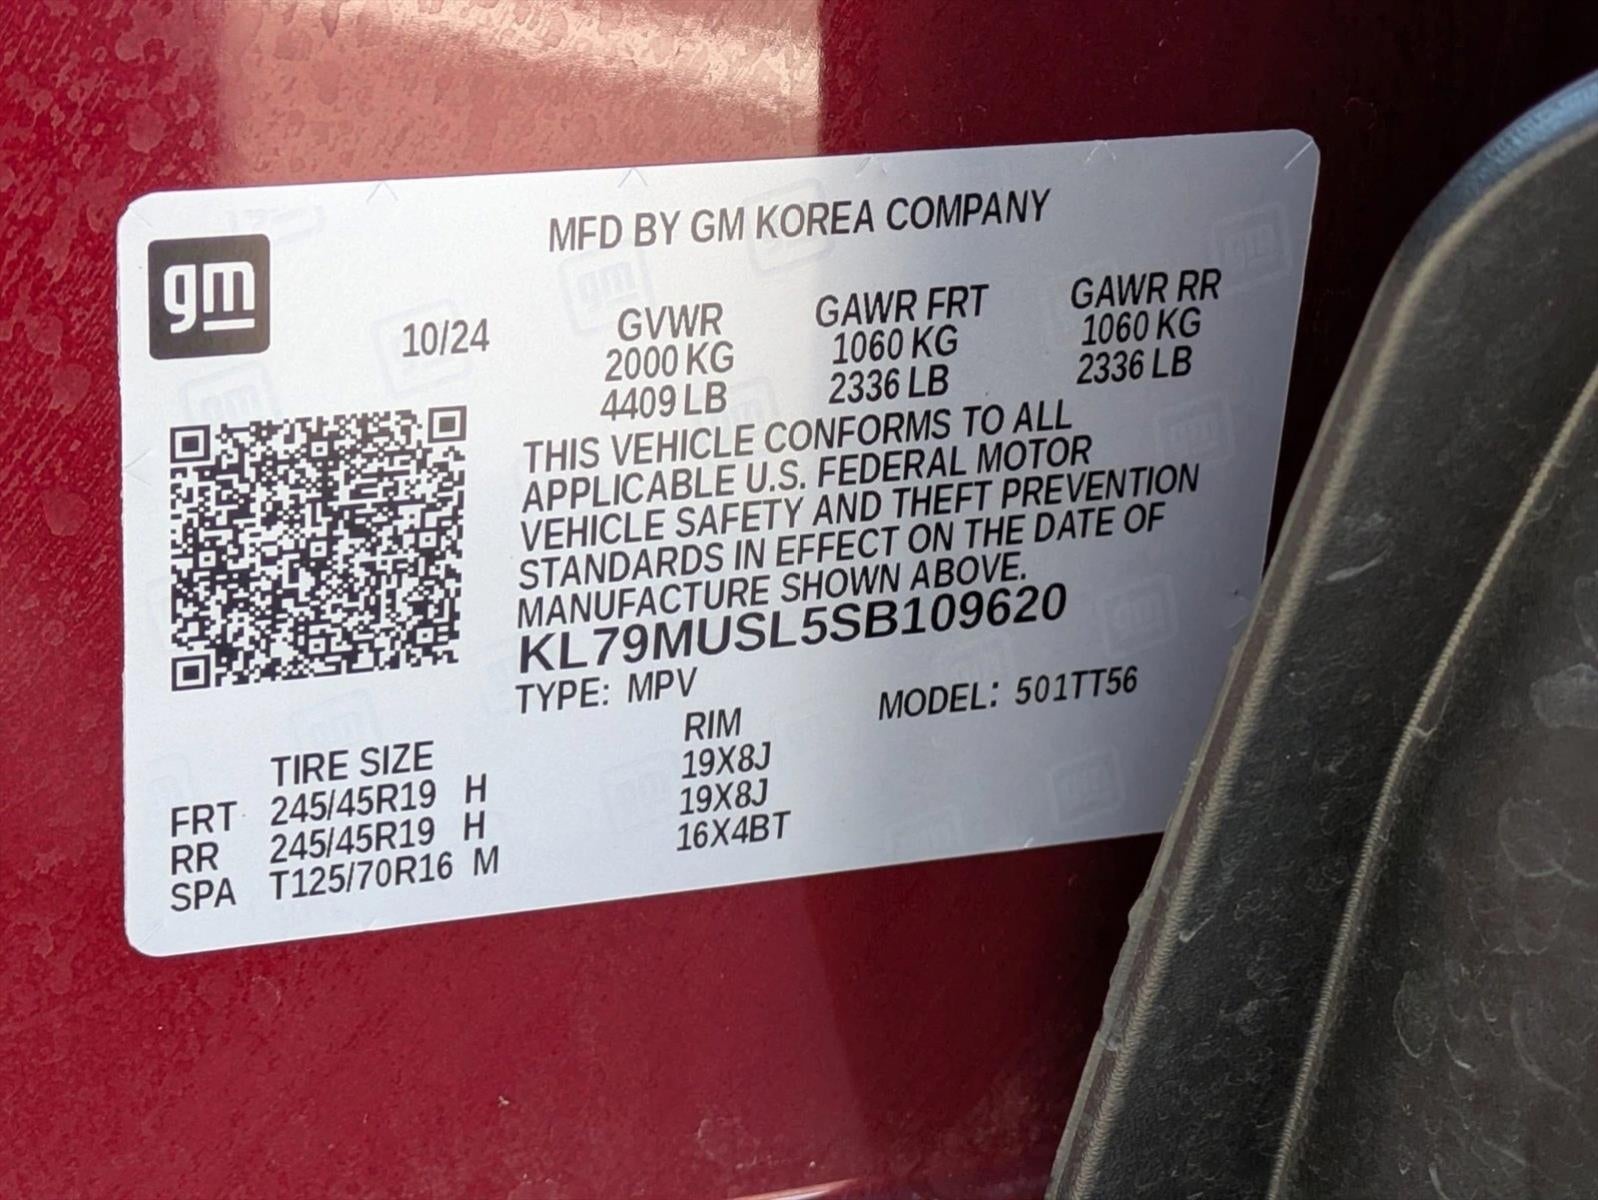 MFD BY GM KOREA COMPANY
gm
10/24
GVWR GAWR FRT GAWR RR
2000 KG 1060 KG 1060 KG
4409 LB 2336 LB 2336 LB
THIS VEHICLE CONFORMS TO ALL
APPLICABLE U.S. FEDERAL MOTOR
VEHICLE SAFETY AND THEFT PREVENTION
STANDARDS IN EFFECT ON THE DATE OF
MANUFACTURE SHOWN ABOVE.
KL79MUSL5SB109620
TYPE: MPV MODEL: 501TT56
TIRE SIZE RIM
FRT 245/45R19 H 19X8J
RR 245/45R19 H 19X8J
SPA T125/70R16 M 16X4BT